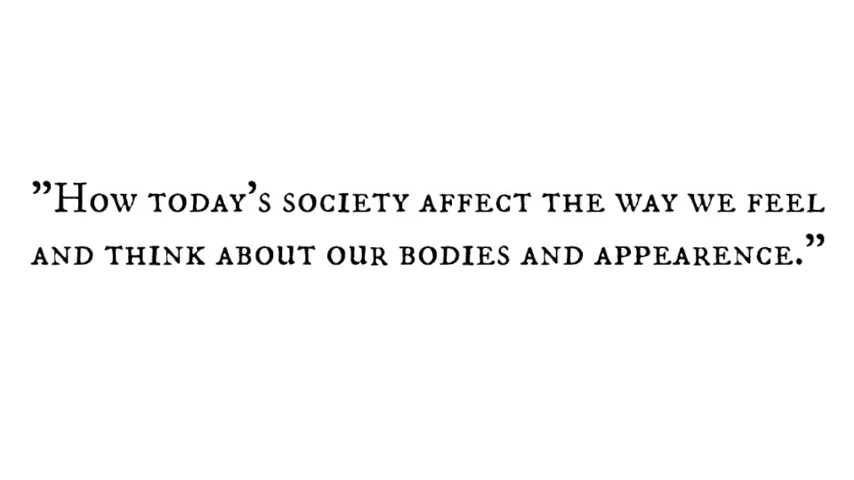 ”How today’s society affect the way we feel
and think about our bodies and appearence.”